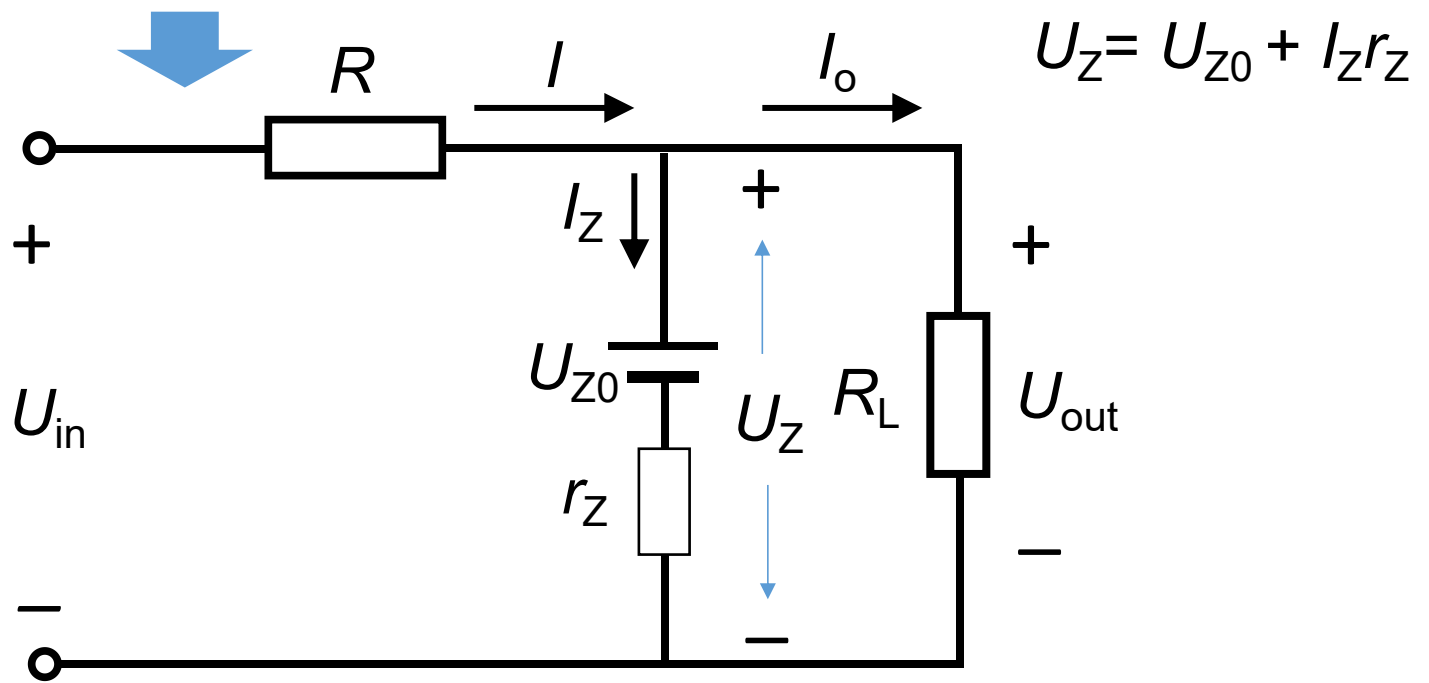 R
I
Io
UZ= UZ0 + IZrZ
IZ
+
+
+
UZ0
Uin
UZ
RL
Uout
rZ
–
–
–